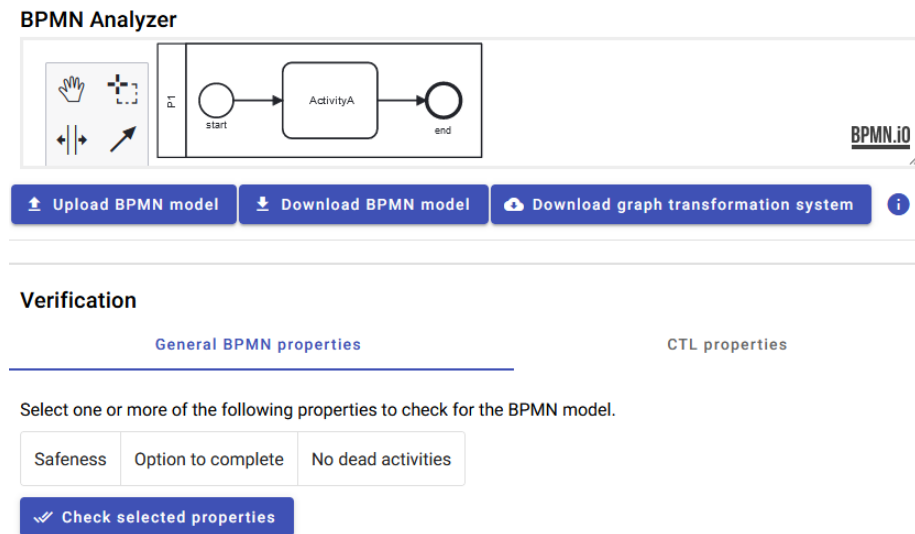 BPMN Analyzer
P1
ActivityA
start
end
BPMN.iO
Upload BPMN model Download BPMN model Download graph transformation system i
Verification
General BPMN properties CTL properties
Select one or more of the following properties to check for the BPMN model.
Safeness Option to complete No dead activities
Check selected properties